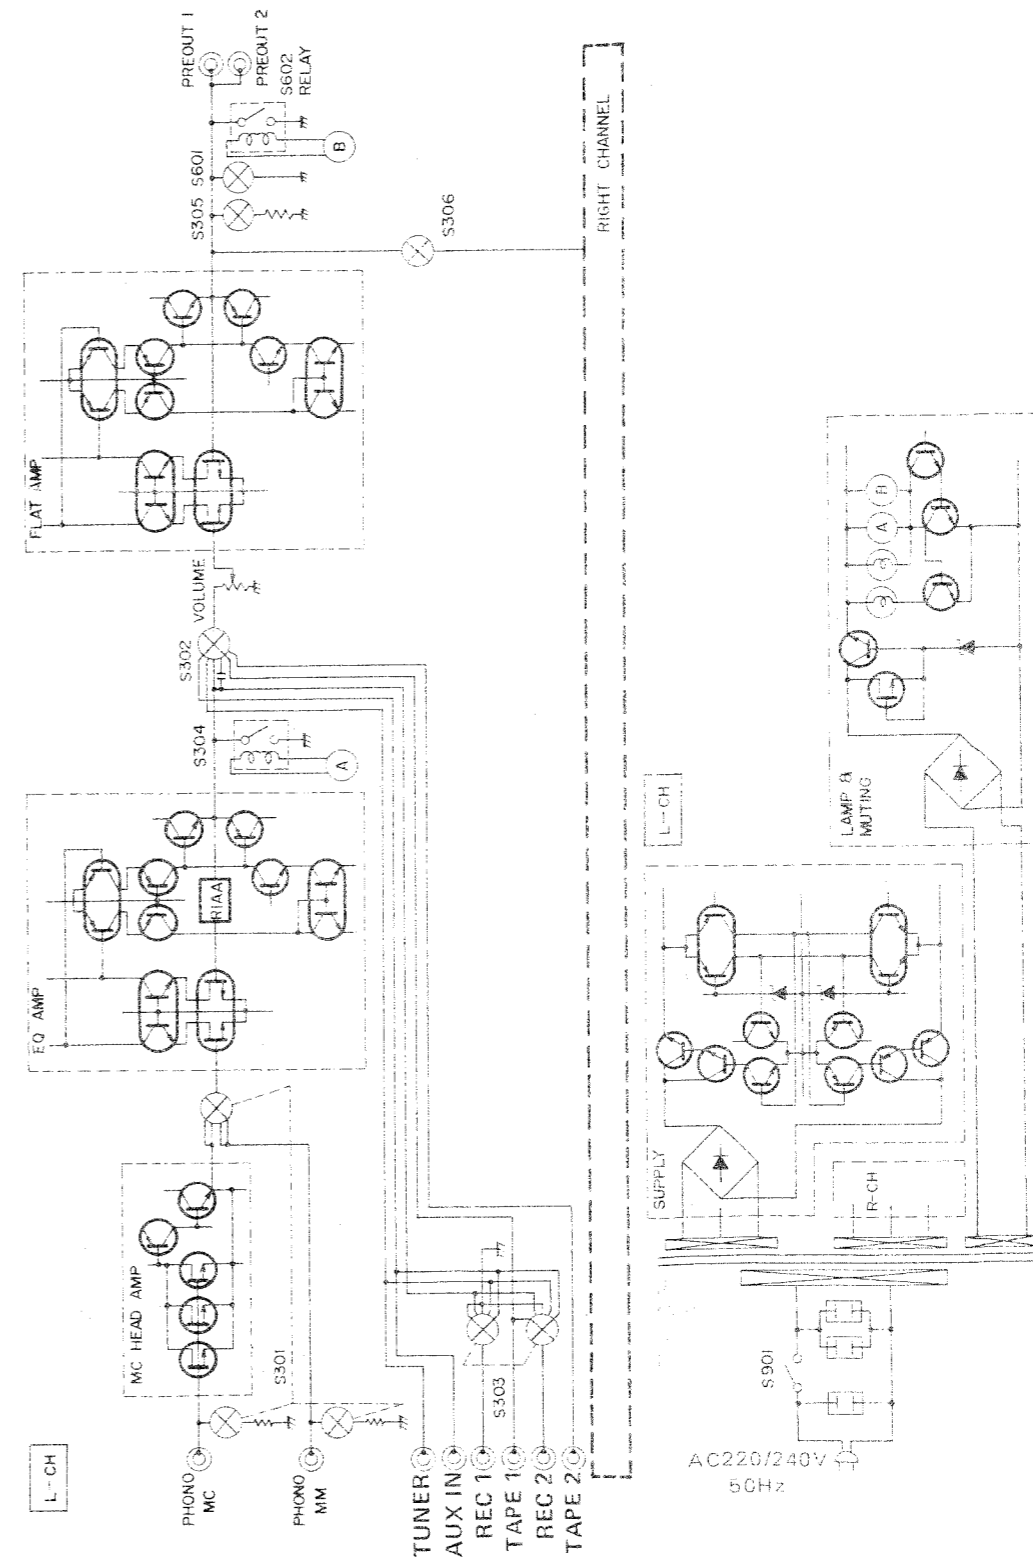 L-CH
PHONO
MC
PHONO
MM
MC HEAD AMP
S301
EQ AMP
RIAA
S304
A
S302
VOLUME
FLAT AMP
S305
S601
B
S602
RELAY
PREOUT 1
PREOUT 2
S306
TUNER
AUX IN
REC 1
TAPE 1
REC 2
TAPE 2
S303
RIGHT CHANNEL
AC220/240V
50Hz
S901
SUPPLY
R-CH
L-CH
LAMP &
MUTING
A